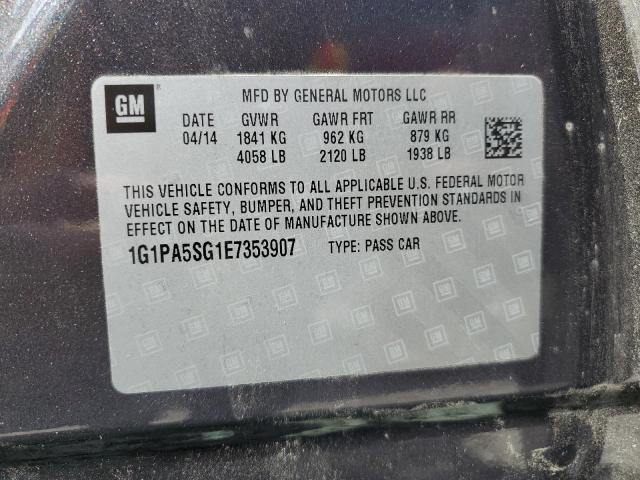 GM
MFD BY GENERAL MOTORS LLC
DATE GVWR GAWR FRT GAWR RR
04/14 1841 KG 962 KG 879 KG
4058 LB 2120 LB 1938 LB
THIS VEHICLE CONFORMS TO ALL APPLICABLE U.S. FEDERAL MOTOR
VEHICLE SAFETY, BUMPER, AND THEFT PREVENTION STANDARDS IN
EFFECT ON THE DATE OF MANUFACTURE SHOWN ABOVE.
1G1PA5SG1E7353907 TYPE: PASS CAR